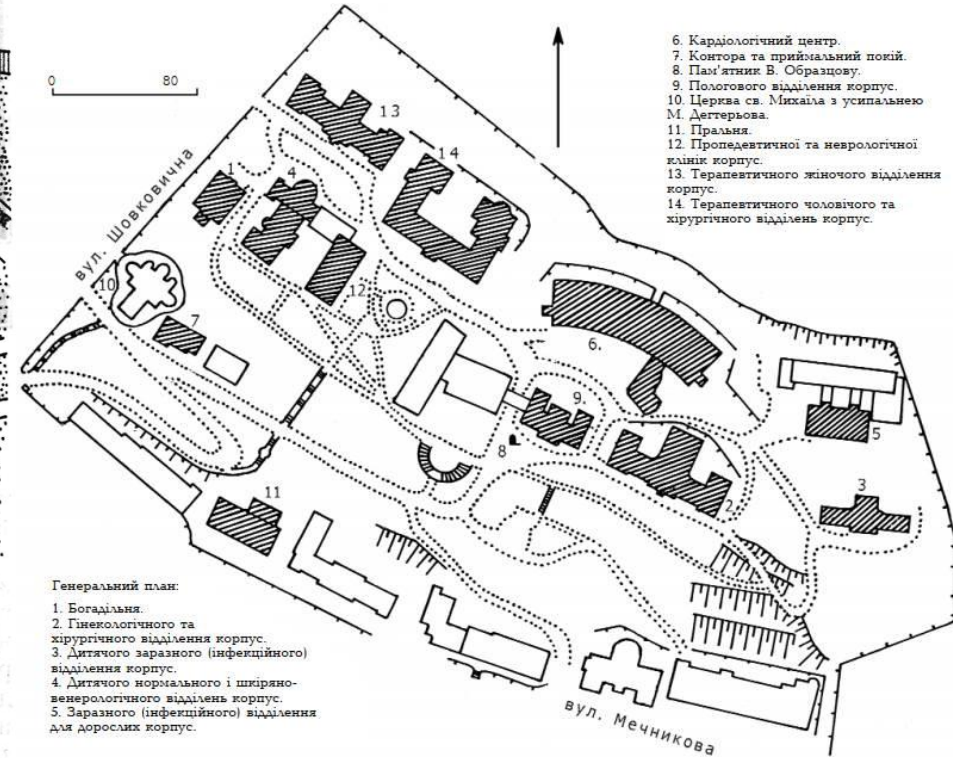 0 80
6. Кардіологічний центр.
7. Контора та приймальний покій.
8. Пам'ятник В. Образцову.
9. Пологового відділення корпус.
10. Церква св. Михаїла з усипальнею
М. Дегтерьова.
11. Пральня.
12. Пропедевтичної та неврологічної
клінік корпус.
13. Терапевтичного жіночого відділення
корпус.
14. Терапевтичного чоловічого та
хірургічного відділень корпус.
13
14
1
4
вул. Шовковична
10
12
7
6.
9.
8
5
2
3
11
Генеральний план:
1. Богадільня.
2. Гінекологічного та
хірургічного відділення корпус.
3. Дитячого заразного (інфекційного)
відділення корпус.
4. Дитячого нормального і шкіряно-
венерологічного відділень корпус.
5. Заразного (інфекційного) відділення
для дорослих корпус.
вул. Мечникова